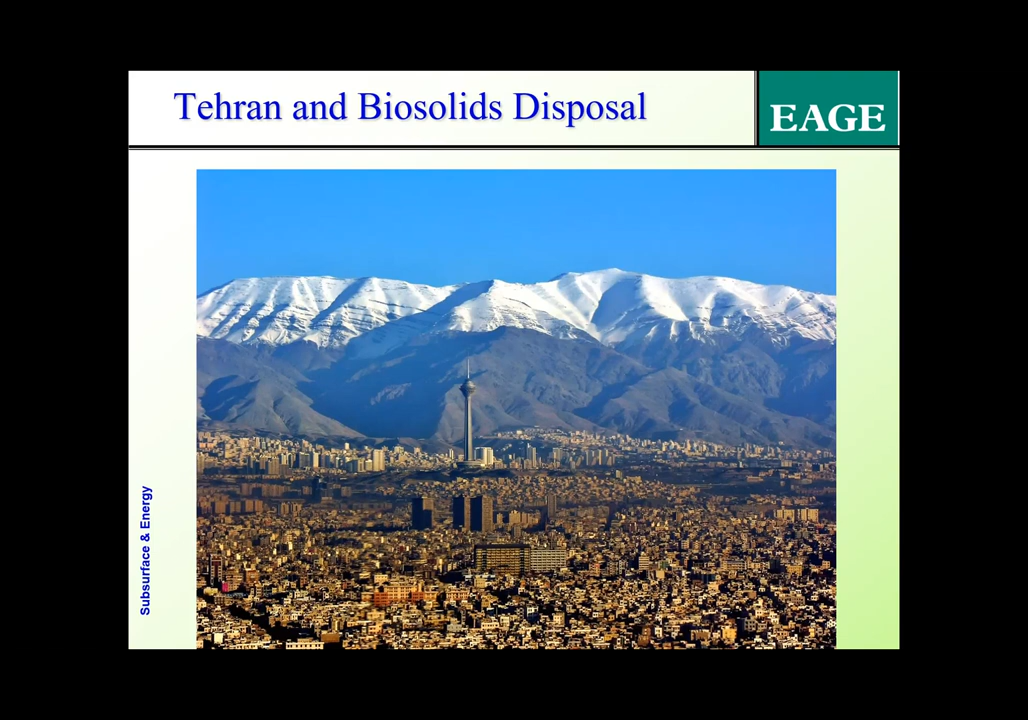 Tehran and Biosolids Disposal
EAGE
Subsurface & Energy